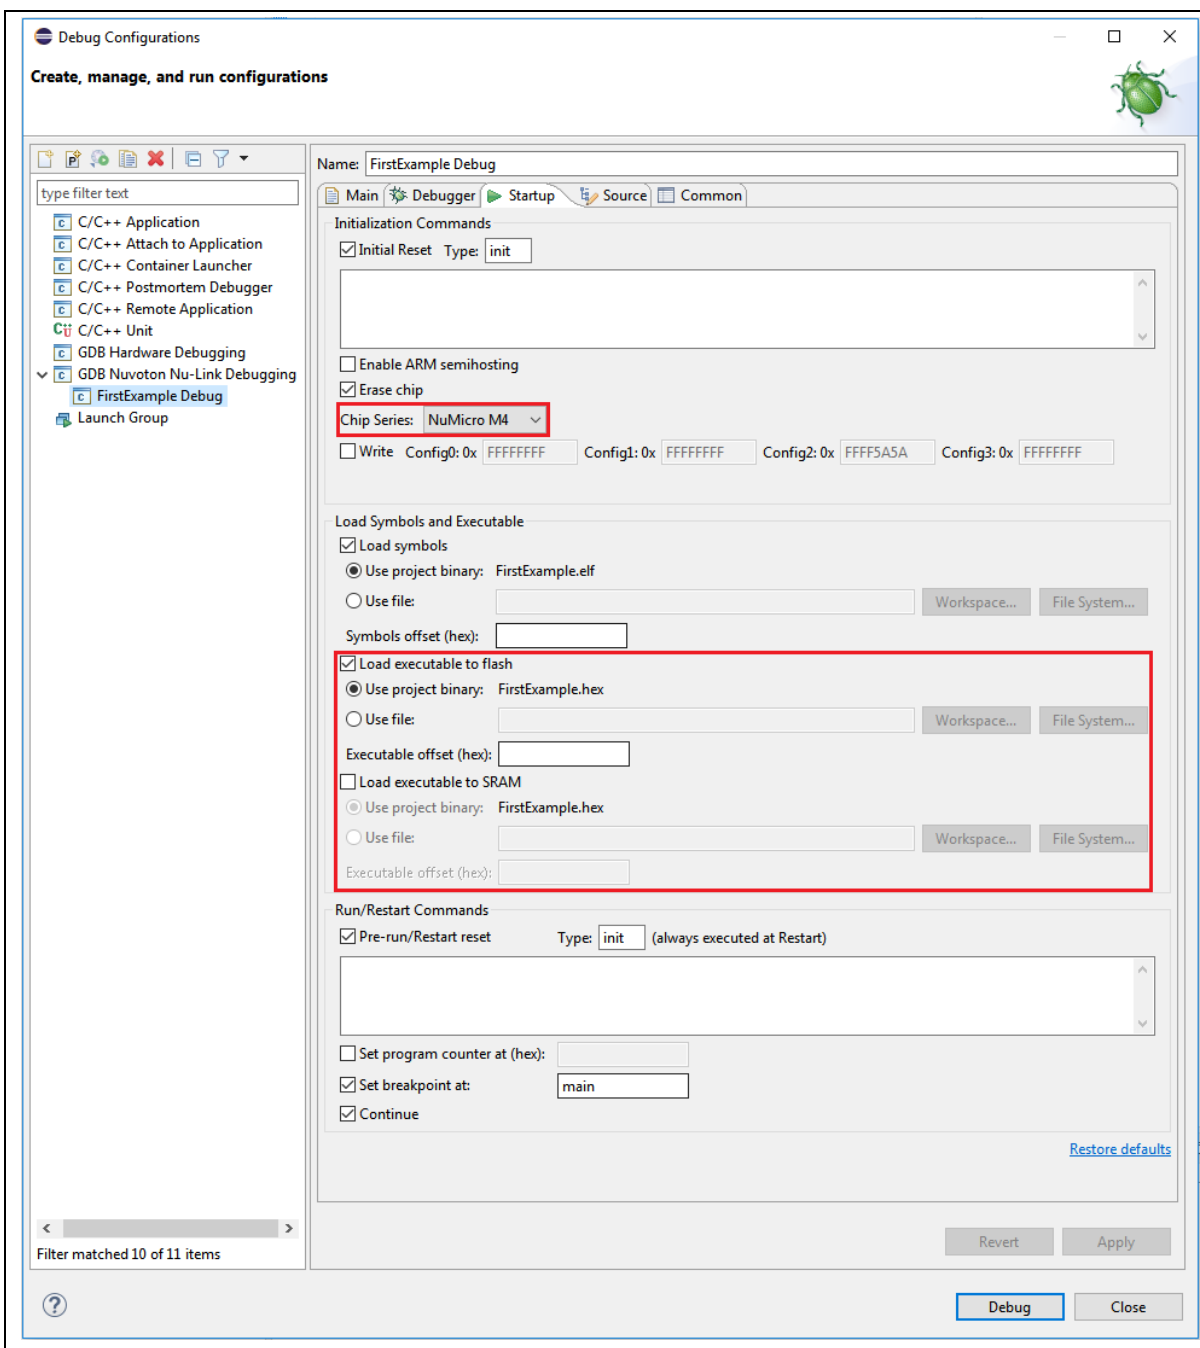 Debug Configurations
Create, manage, and run configurations
type filter text
C/C++ Application
C/C++ Attach to Application
C/C++ Container Launcher
C/C++ Postmortem Debugger
C/C++ Remote Application
C/C++ Unit
GDB Hardware Debugging
GDB Nuvoton Nu-Link Debugging
FirstExample Debug
Launch Group
Filter matched 10 of 11 items
Name: FirstExample Debug
Main Debugger Startup Source Common
Initialization Commands
Initial Reset Type: init
Enable ARM semihosting
Erase chip
Chip Series: NuMicro M4
Write Config0: 0x FFFFFFFF Config1: 0x FFFFFFFF Config2: 0x FFFF5A5A Config3: 0x FFFFFFFF
Load Symbols and Executable
Load symbols
Use project binary: FirstExample.elf
Use file: Workspace... File System...
Symbols offset (hex):
Load executable to flash
Use project binary: FirstExample.hex
Use file: Workspace... File System...
Executable offset (hex):
Load executable to SRAM
Use project binary: FirstExample.hex
Use file: Workspace... File System...
Executable offset (hex):
Run/Restart Commands
Pre-run/Restart reset Type: init (always executed at Restart)
Set program counter at (hex):
Set breakpoint at: main
Continue
Restore defaults
Revert Apply
Debug Close